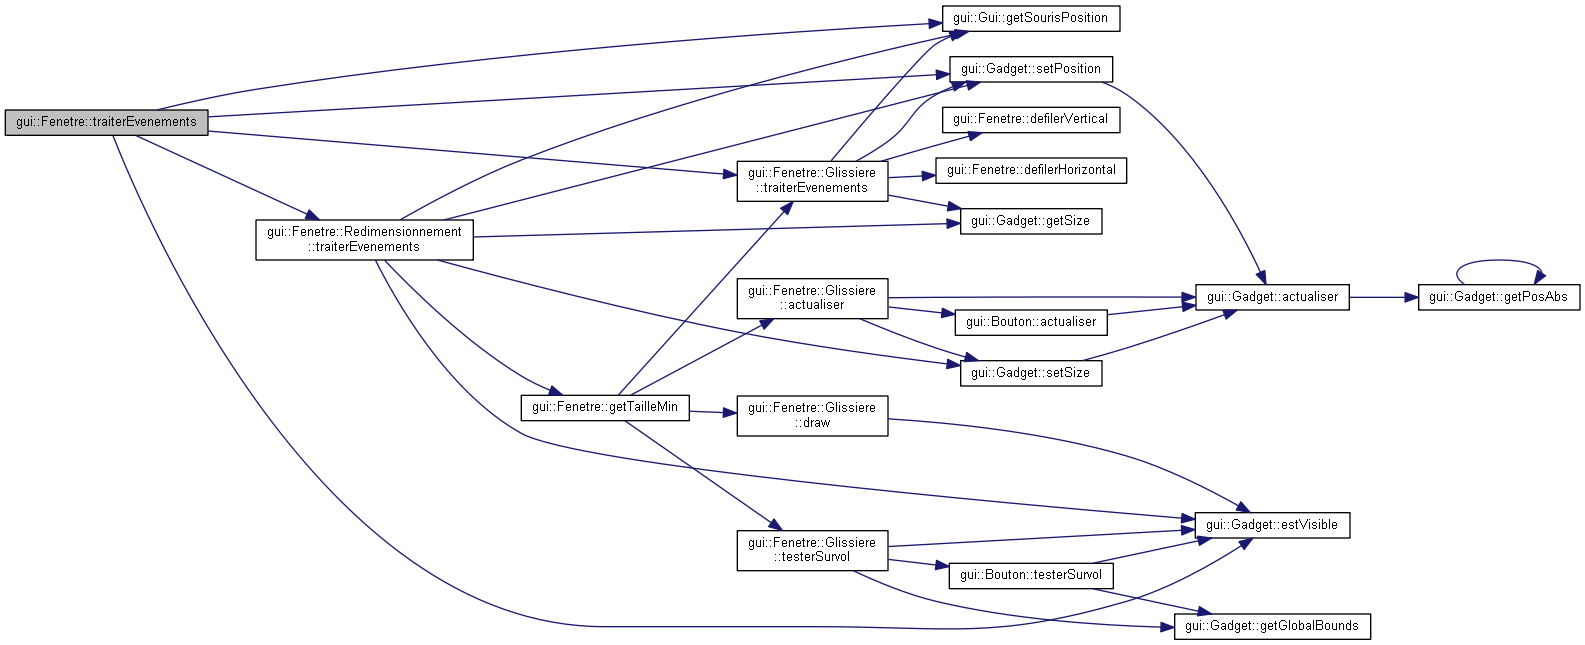 gui::Gui::getSourisPosition
gui::Gadget::setPosition
gui::Fenetre::traiterEvenements
gui::Fenetre::defilerVertical
gui::Fenetre::Glissiere
::traiterEvenements
gui::Fenetre::defilerHorizontal
gui::Gadget::getSize
gui::Fenetre::Redimensionnement
::traiterEvenements
gui::Fenetre::Glissiere
::actualiser
gui::Gadget::actualiser
gui::Gadget::getPosAbs
gui::Bouton::actualiser
gui::Gadget::setSize
gui::Fenetre::getTailleMin
gui::Fenetre::Glissiere
::draw
gui::Gadget::estVisible
gui::Fenetre::Glissiere
::testerSurvol
gui::Bouton::testerSurvol
gui::Gadget::getGlobalBounds